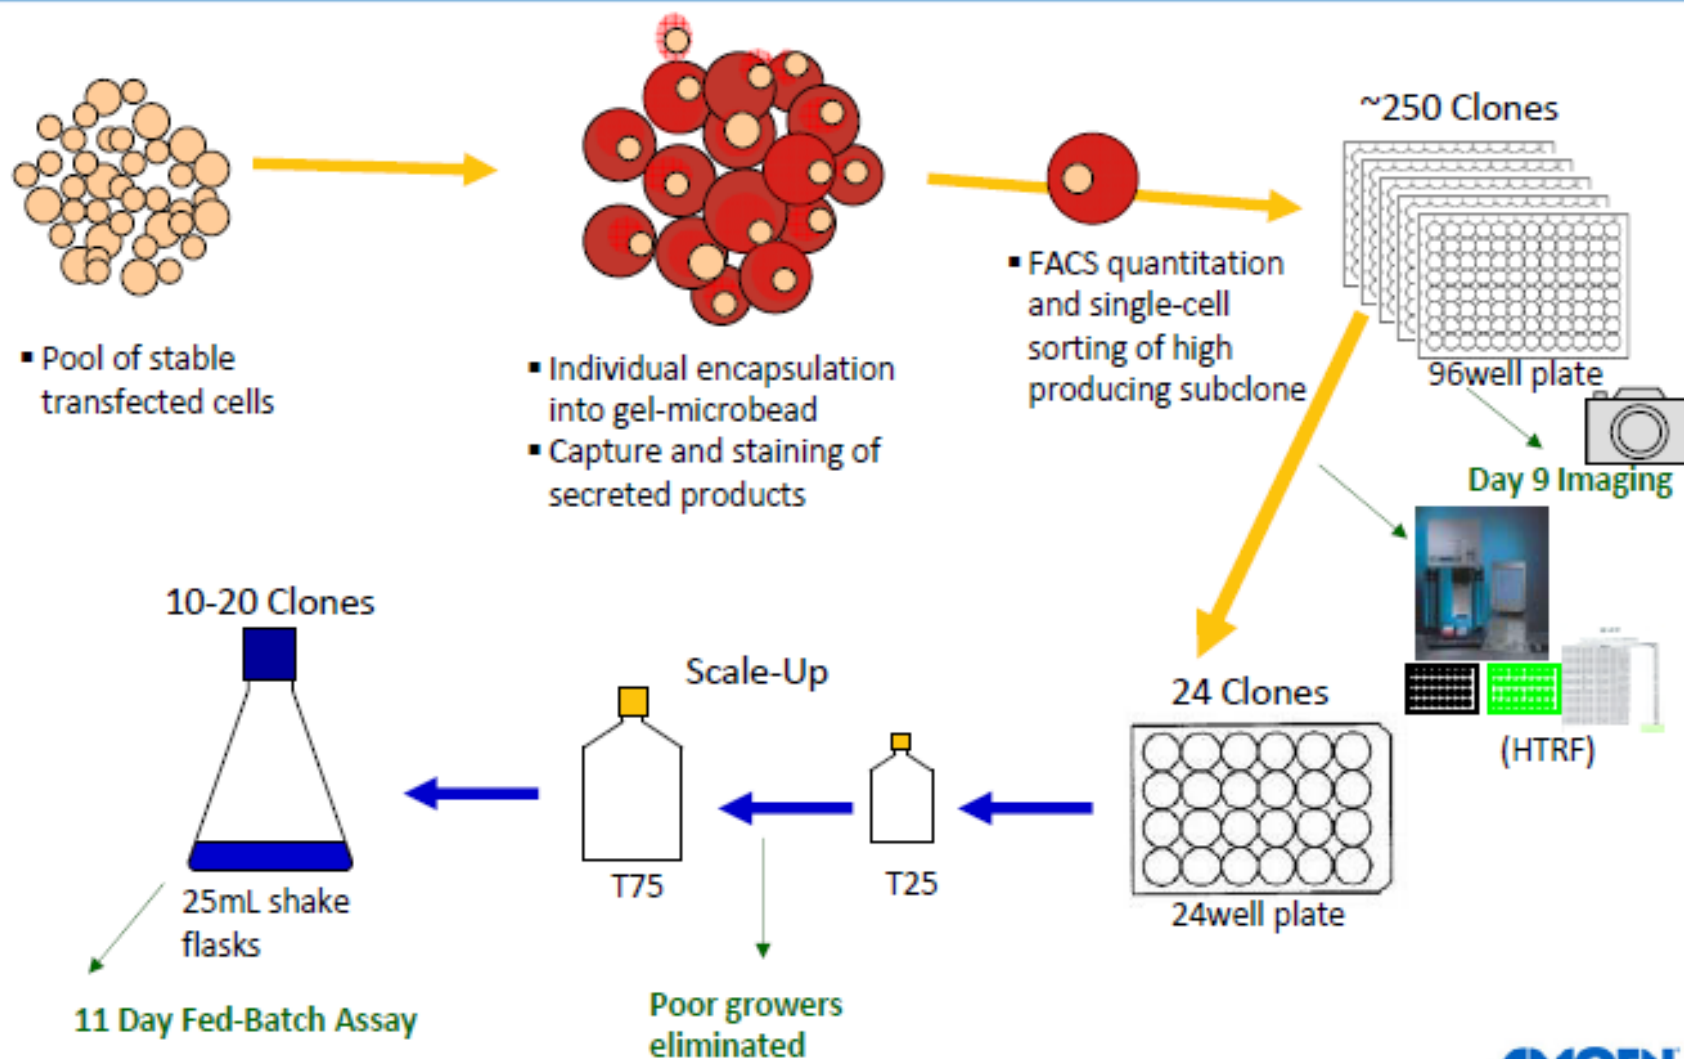 ▪ Pool of stable
transfected cells
▪ Individual encapsulation
into gel-microbead
▪ Capture and staining of
secreted products
▪ FACS quantitation
and single-cell
sorting of high
producing subclone
~250 Clones
96well plate
Day 9 Imaging
(HTRF)
24 Clones
24well plate
Scale-Up
T25
T75
Poor growers
eliminated
10-20 Clones
25mL shake
flasks
11 Day Fed-Batch Assay